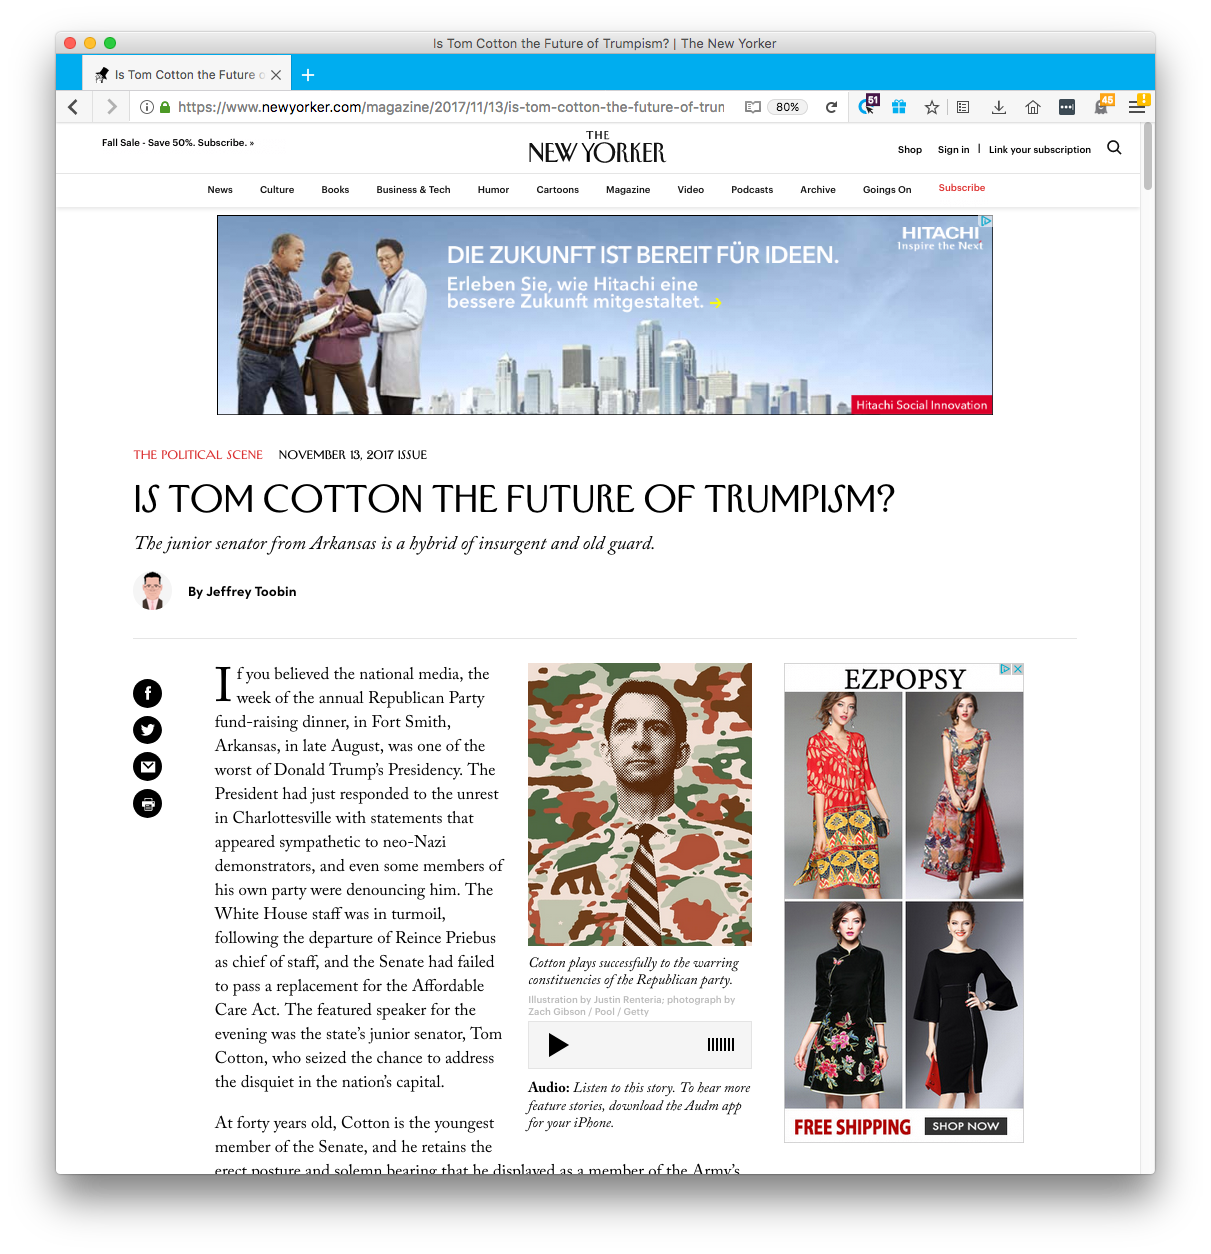 Is Tom Cotton the Future of Trumpism? | The New Yorker
Is Tom Cotton the Future o
https://www.newyorker.com/magazine/2017/11/13/is-tom-cotton-the-future-of-trun
80%
51
45
Fall Sale - Save 50%. Subscribe. »
THE
NEW YORKER
Shop Sign in | Link your subscription
News Culture Books Business & Tech Humor Cartoons Magazine Video Podcasts Archive Goings On Subscribe
HITACHI
Inspire the Next
DIE ZUKUNFT IST BEREIT FÜR IDEEN.
Erleben Sie, wie Hitachi eine
bessere Zukunft mitgestaltet. →
Hitachi Social Innovation
THE POLITICAL SCENE NOVEMBER 13, 2017 ISSUE
IS TOM COTTON THE FUTURE OF TRUMPISM?
The junior senator from Arkansas is a hybrid of insurgent and old guard.
By Jeffrey Toobin
If you believed the national media, the
week of the annual Republican Party
fund-raising dinner, in Fort Smith,
Arkansas, in late August, was one of the
worst of Donald Trump's Presidency. The
President had just responded to the unrest
in Charlottesville with statements that
appeared sympathetic to neo-Nazi
demonstrators, and even some members of
his own party were denouncing him. The
White House staff was in turmoil,
following the departure of Reince Priebus
as chief of staff, and the Senate had failed
to pass a replacement for the Affordable
Care Act. The featured speaker for the
evening was the state's junior senator, Tom
Cotton, who seized the chance to address
the disquiet in the nation's capital.
At forty years old, Cotton is the youngest
member of the Senate, and he retains the
erect posture and solemn bearing that he displayed as a member of the Army's
Cotton plays successfully to the warring
constituencies of the Republican party.
Illustration by Justin Renteria; photograph by
Zach Gibson / Pool / Getty
Audio: Listen to this story. To hear more
feature stories, download the Audm app
for your iPhone.
EZPOPSY
FREE SHIPPING SHOP NOW